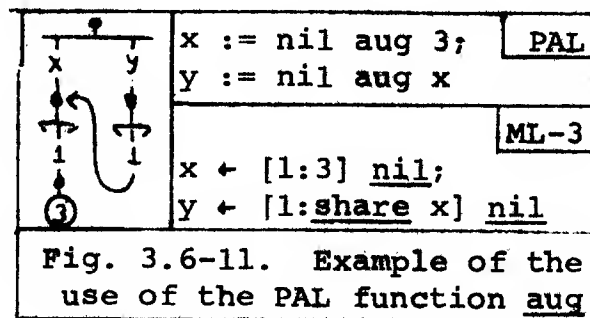 x y
1 1
3
x := nil aug 3; PAL
y := nil aug x
ML-3
x ← [1:3] nil;
y ← [1:share x] nil
Fig. 3.6-11. Example of the
use of the PAL function aug